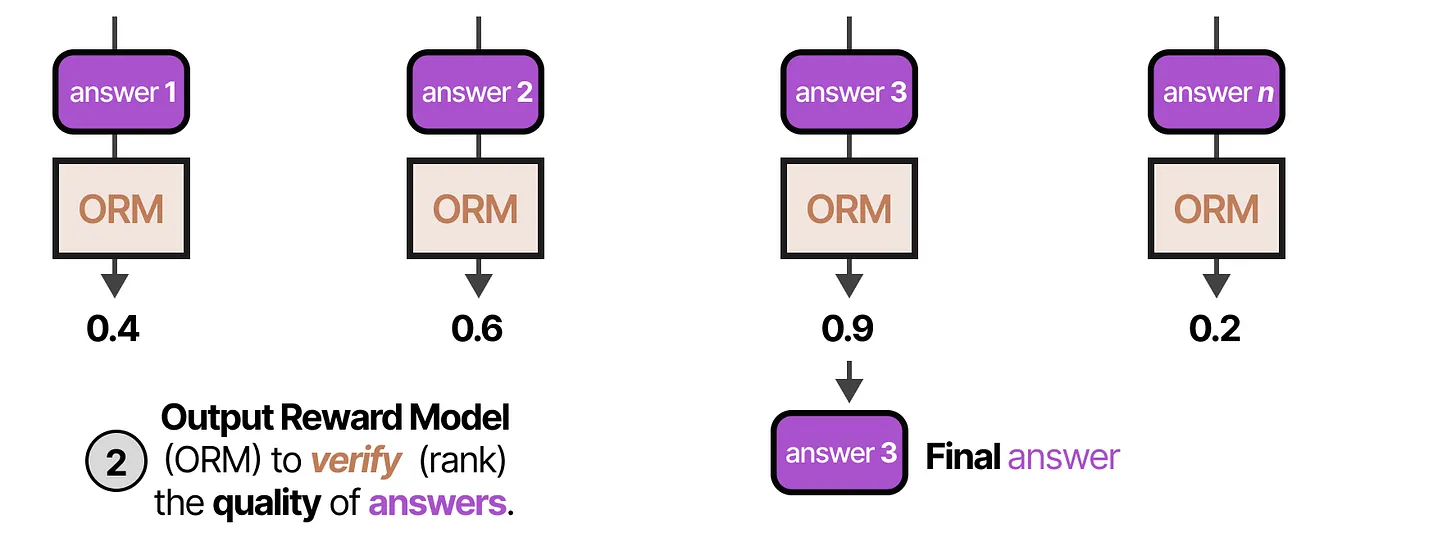 answer 1
answer 2
answer 3
answer n
ORM
ORM
ORM
ORM
0.4
0.6
0.9
0.2
2
Output Reward Model
(ORM) to verify (rank)
the quality of answers.
answer 3
Final answer